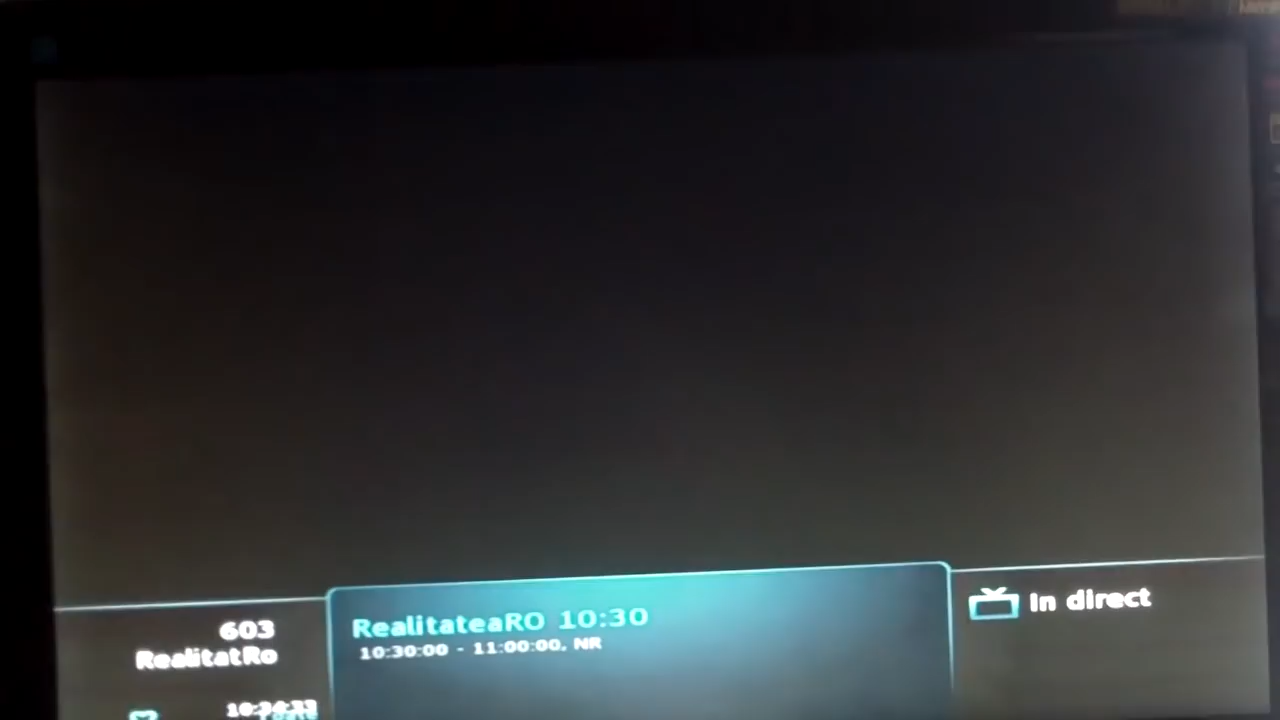 603
RealitatRo
RealitateaRO 10:30
10:30:00 - 11:00:00, NR
In direct